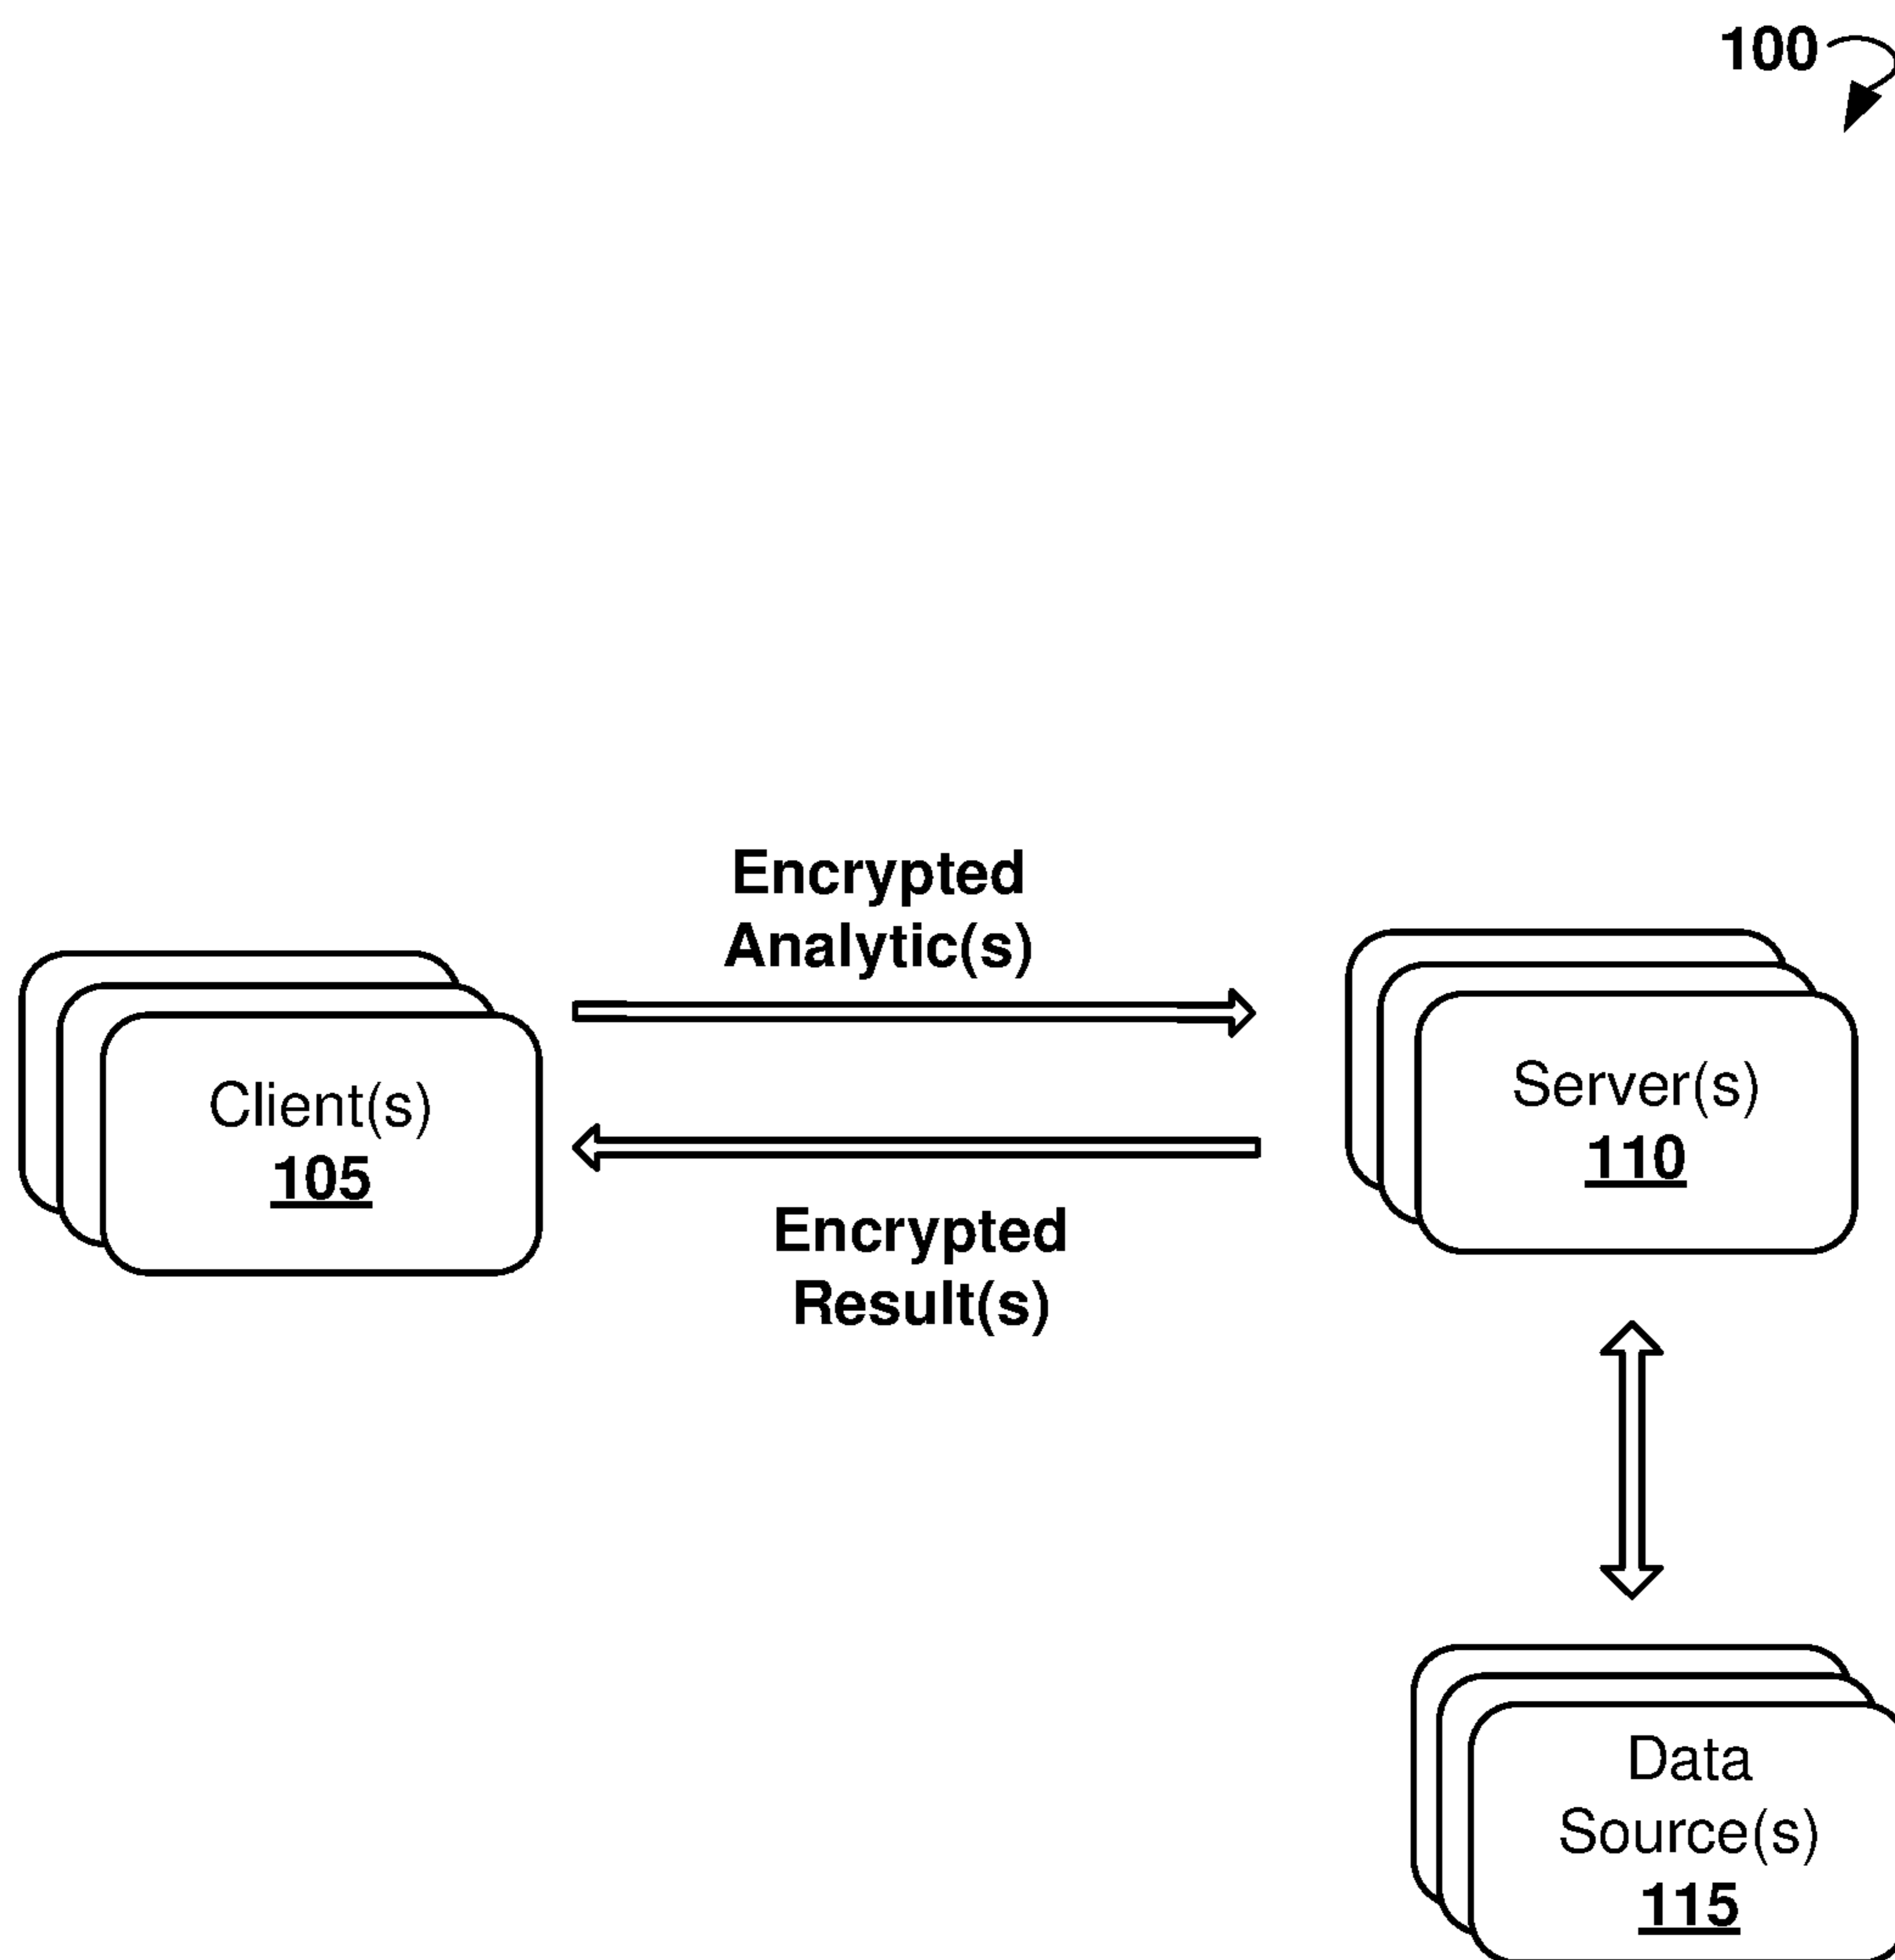 100
Encrypted
Analytic(s)
Client(s)
105
Server(s)
110
Encrypted
Result(s)
Data
Source(s)
115